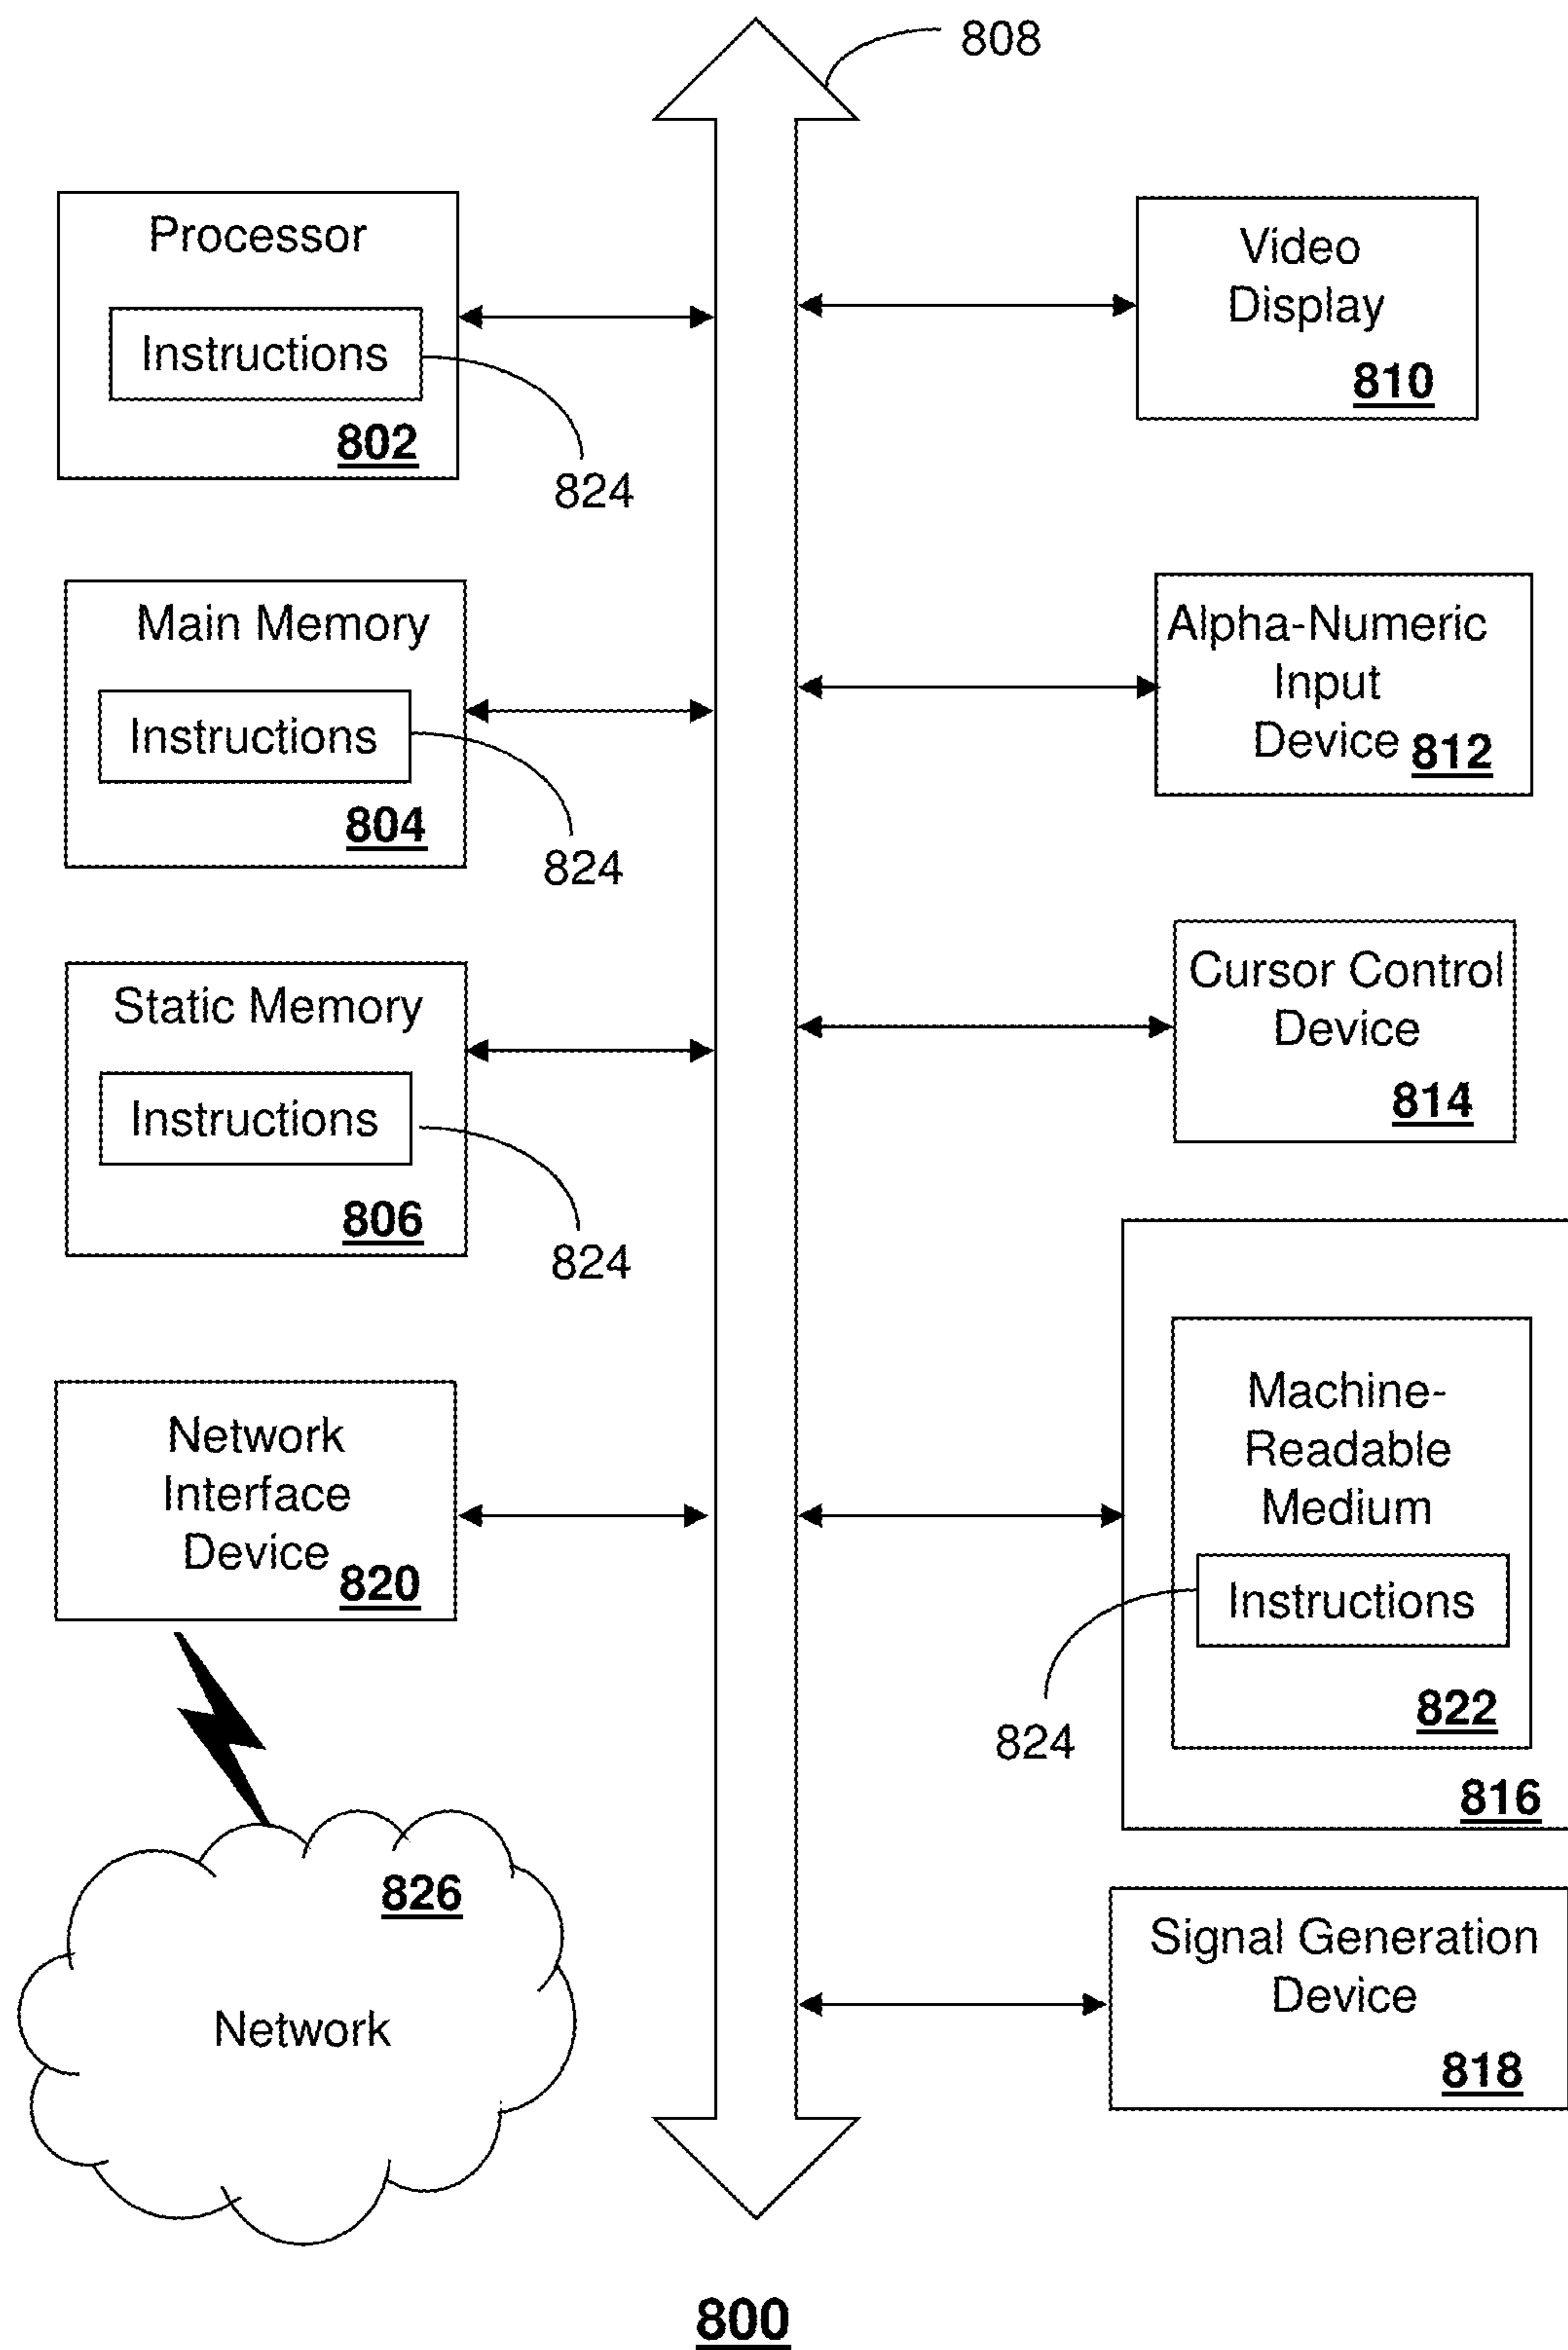 808
Processor
Instructions
802
824
Main Memory
Instructions
804
824
Static Memory
Instructions
806
824
Network
Interface
Device
820
826
Network
Video
Display
810
Alpha-Numeric
Input
Device 812
Cursor Control
Device
814
Machine-
Readable
Medium
Instructions
824
822
816
Signal Generation
Device
818
800